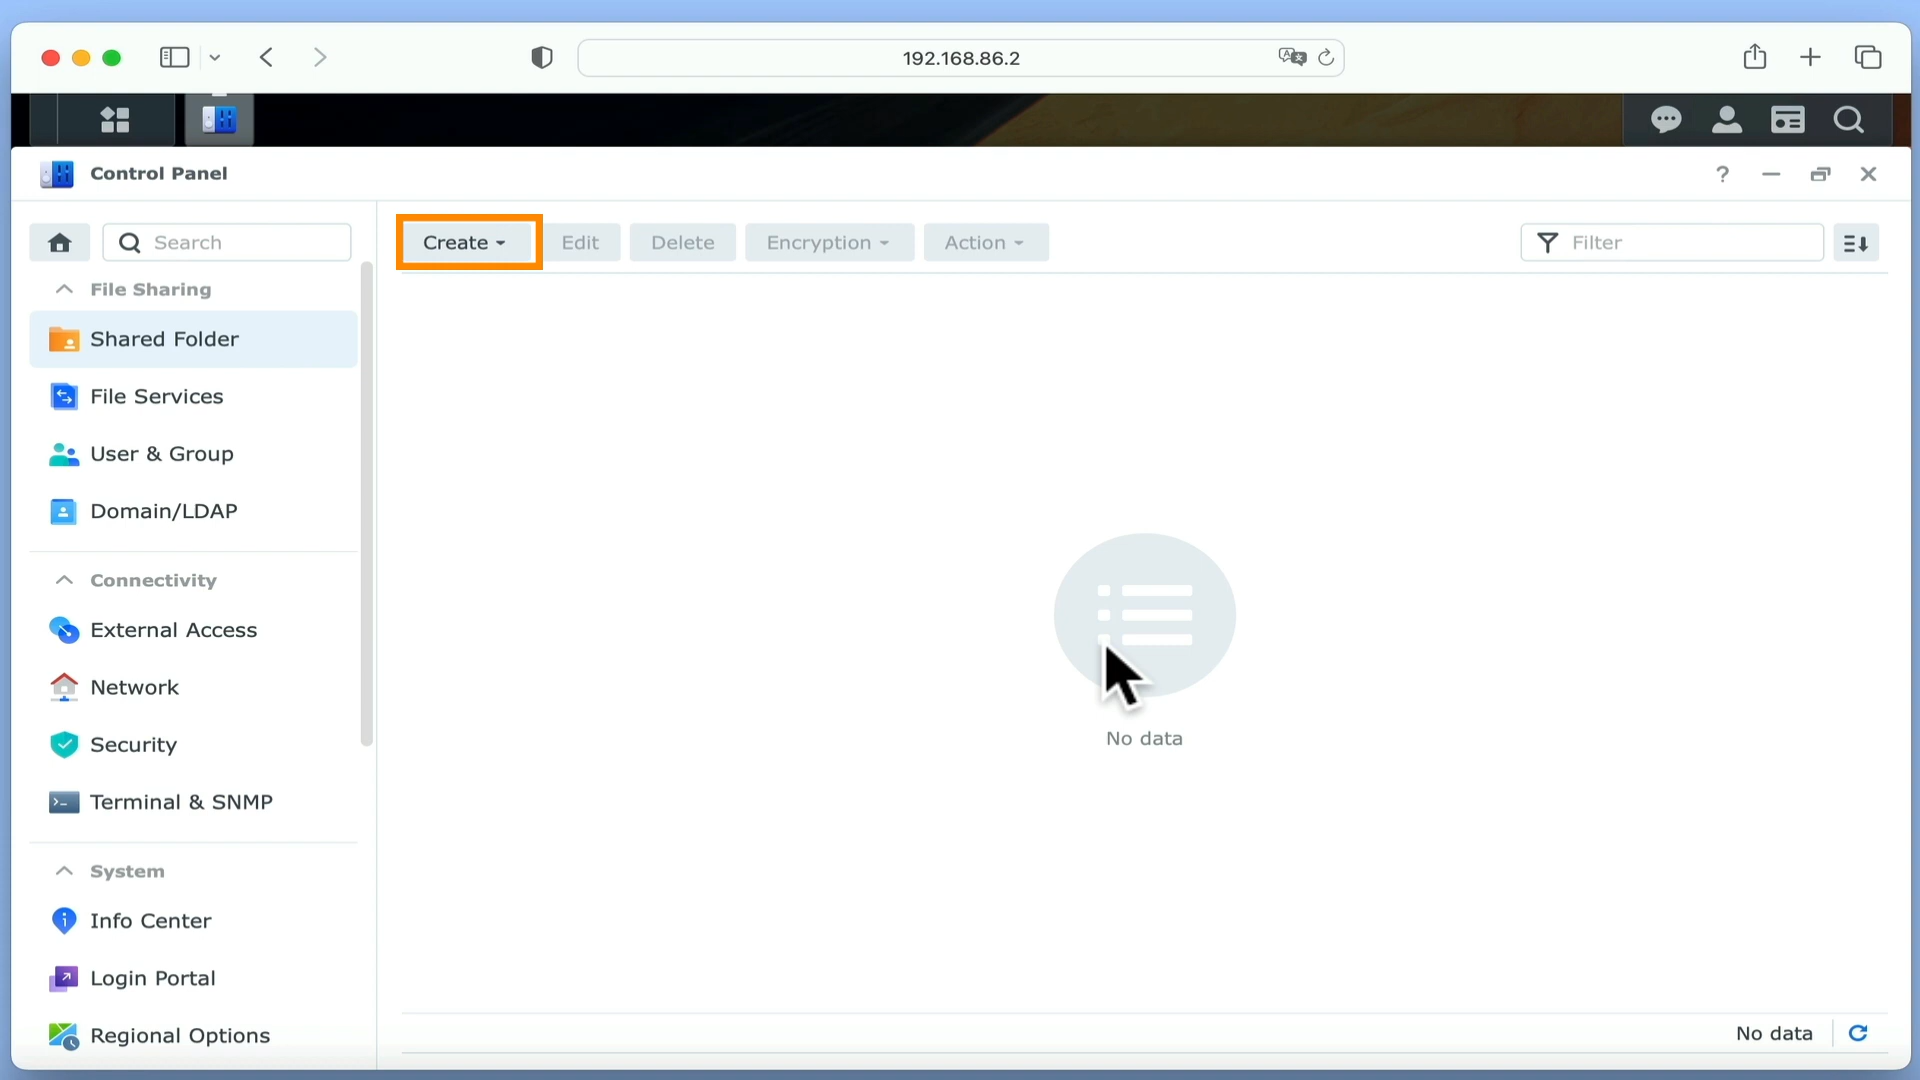 192.168.86.2
Control Panel
?
Search
Create
Edit
Delete
Encryption
Action
Filter
File Sharing
Shared Folder
File Services
User & Group
Domain/LDAP
Connectivity
External Access
Network
Security
Terminal & SNMP
System
Info Center
Login Portal
Regional Options
No data
No data